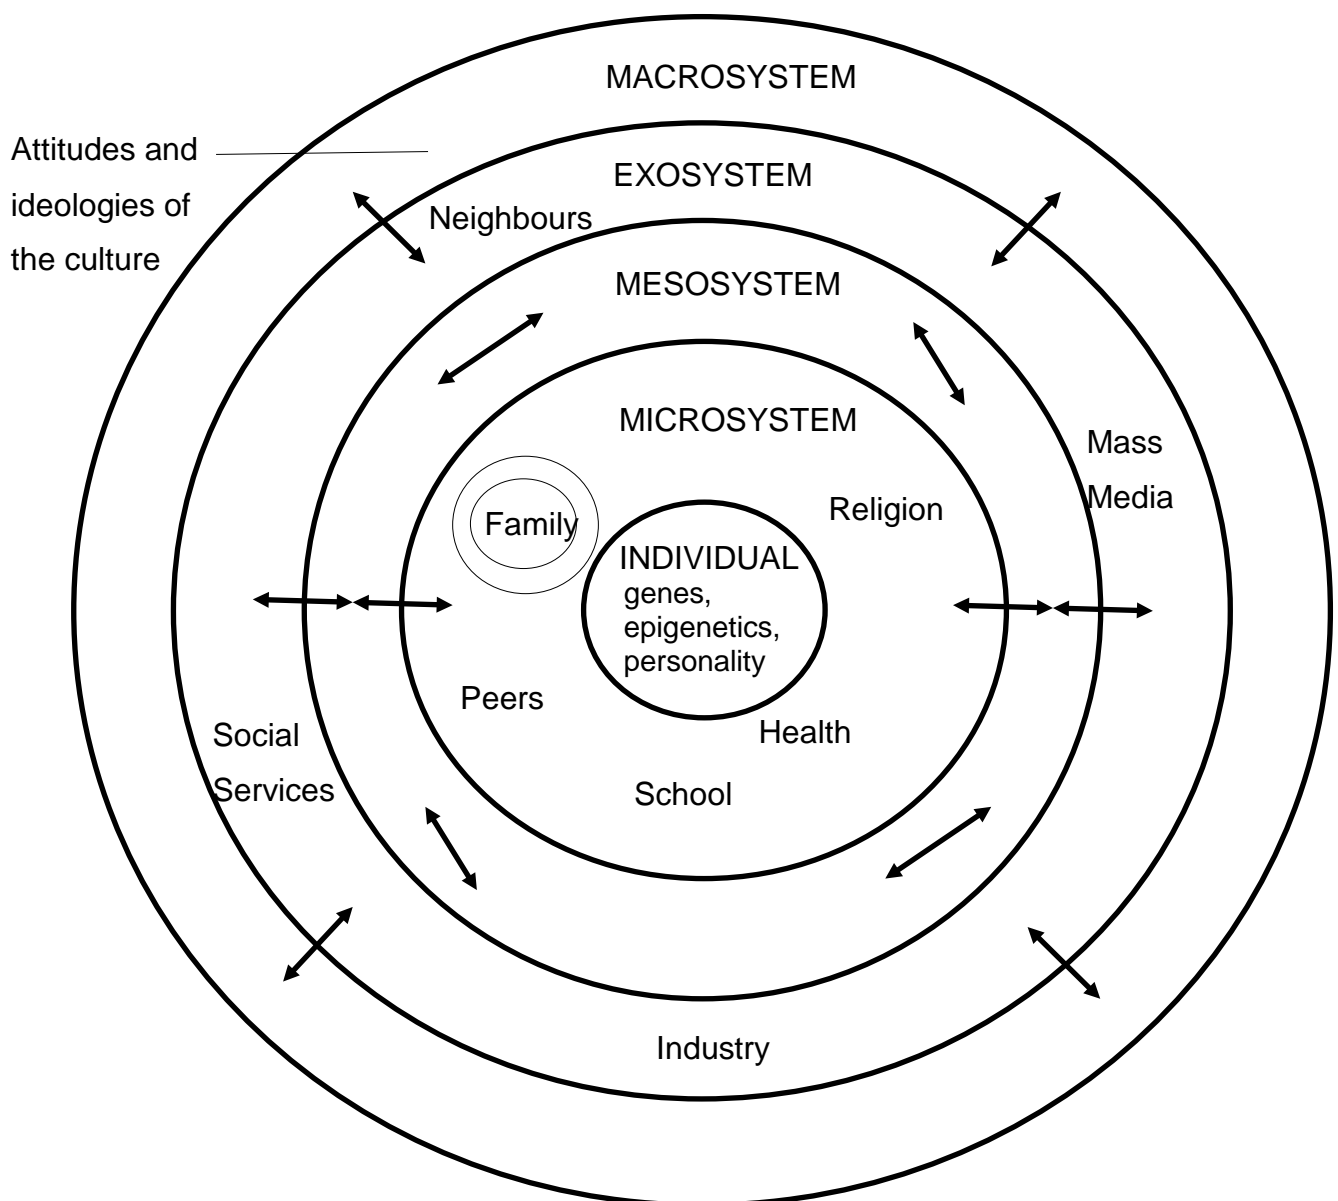 MACROSYSTEM
Attitudes and
ideologies of
the culture
EXOSYSTEM
Neighbours
MESOSYSTEM
MICROSYSTEM
Mass
Media
Religion
Family
INDIVIDUAL
genes,
epigenetics,
personality
Peers
Health
Social
Services
School
Industry